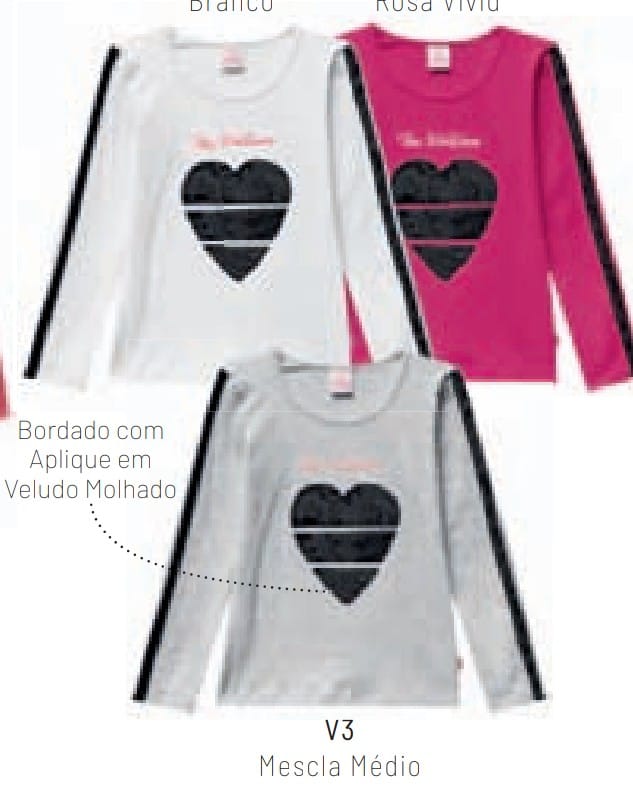 Branco
Rosa Vivid
Bordado com
Aplique em
Veludo Molhado
V3
Mescla Médio